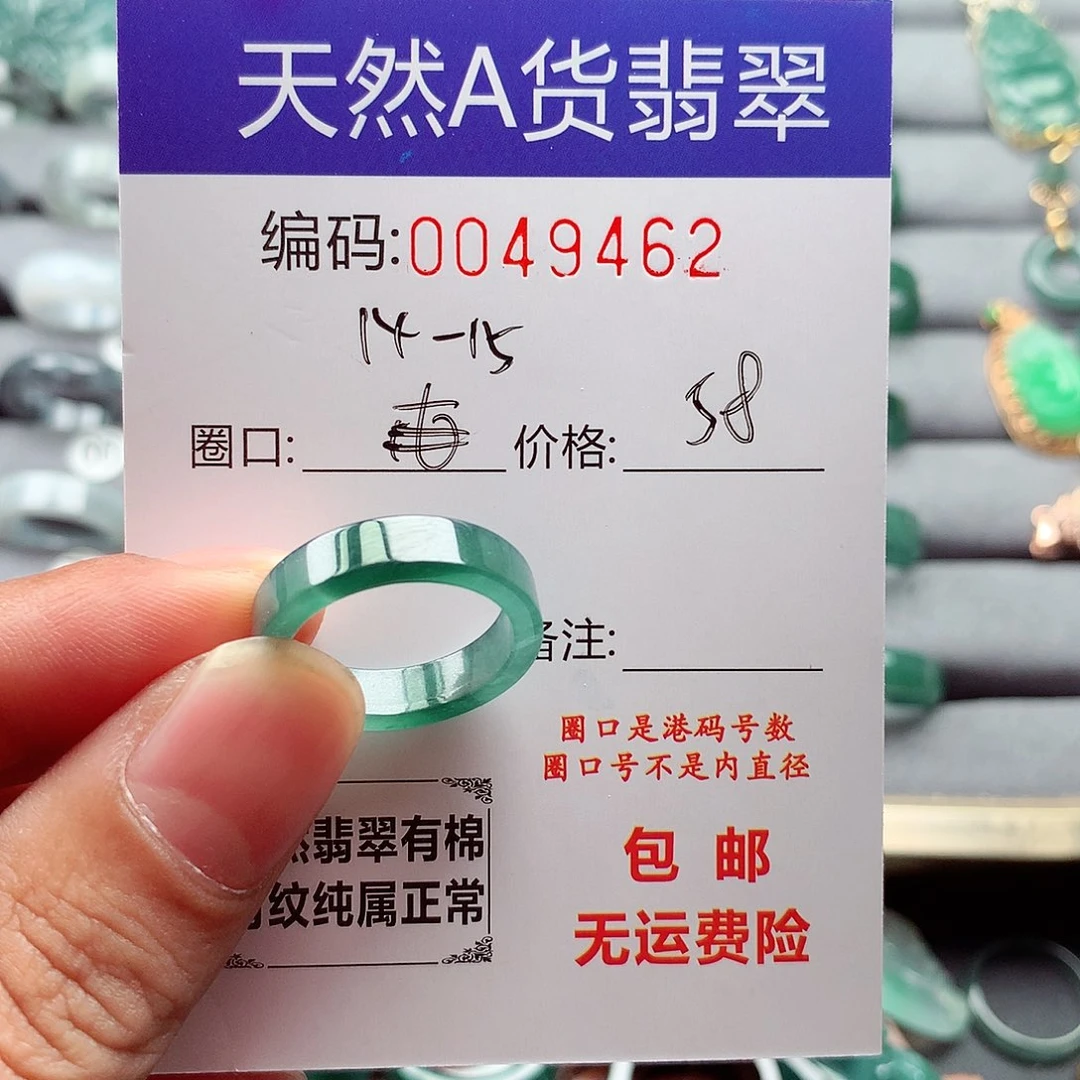 天然A货翡翠
编码:0049462
14-15
圈口: 价格: 58
备注:
圈口是港码号数
圈口号不是内直径
翡翠有棉
纹纯属正常
包邮
无运费险